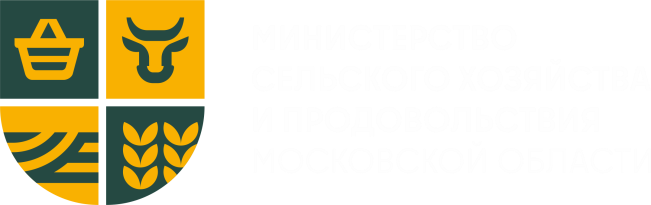 МИНИСТЕРСТВО
СЕЛЬСКОГО ХОЗЯЙСТВА
И ПРОДОВОЛЬСТВИЯ
МОСКОВСКОЙ ОБЛАСТИ